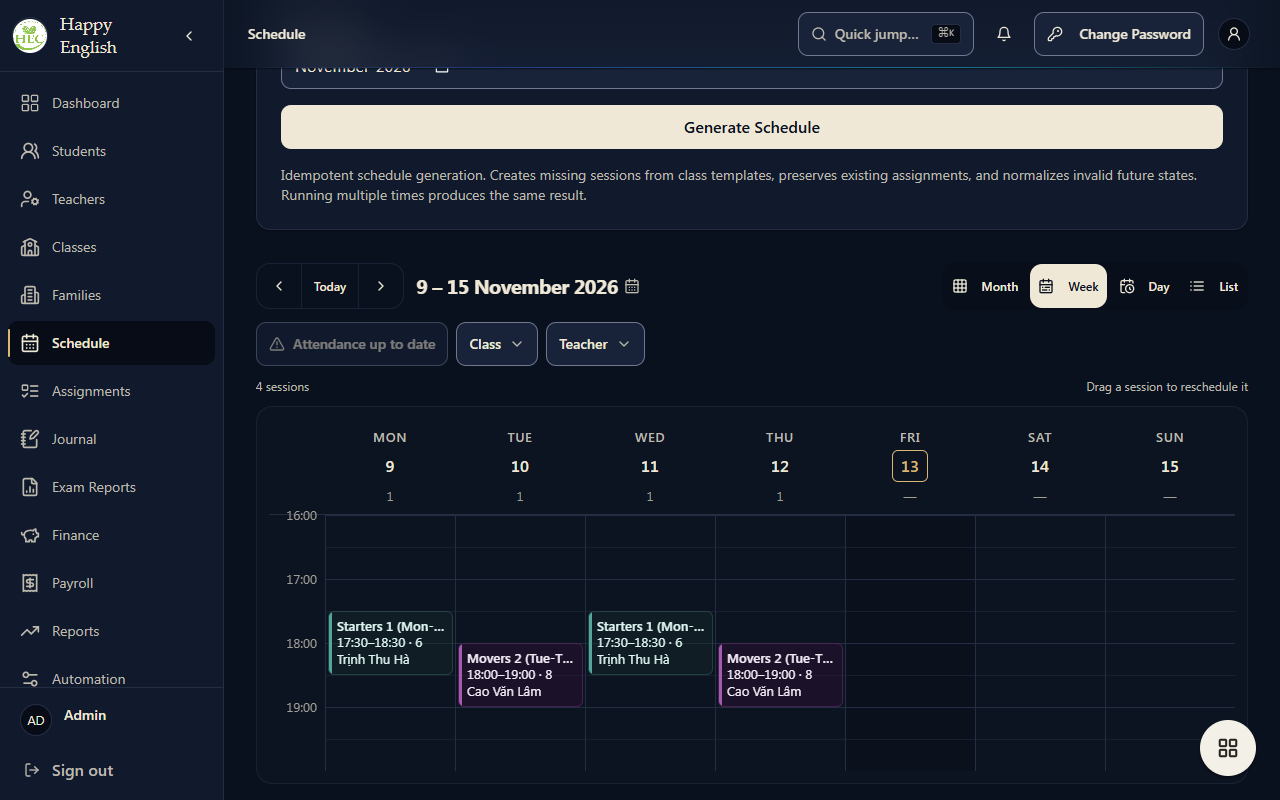 HEC
Happy
English
Dashboard
Students
Teachers
Classes
Families
Schedule
Assignments
Journal
Exam Reports
Finance
Payroll
Reports
Automation
AD
Admin
Sign out
Schedule
Quick jump...
⌘K
Change Password
November 2026
Generate Schedule
Idempotent schedule generation. Creates missing sessions from class templates, preserves existing assignments, and normalizes invalid future states.
Running multiple times produces the same result.
Today
9 – 15 November 2026
Month
Week
Day
List
Attendance up to date
Class
Teacher
4 sessions
Drag a session to reschedule it
MON TUE WED THU FRI SAT SUN
9 10 11 12 13 14 15
1 1 1 1 — — —
16:00
17:00
18:00
19:00
Starters 1 (Mon-...
17:30–18:30 · 6
Trịnh Thu Hà
Movers 2 (Tue-T...
18:00–19:00 · 8
Cao Văn Lâm
Starters 1 (Mon-...
17:30–18:30 · 6
Trịnh Thu Hà
Movers 2 (Tue-T...
18:00–19:00 · 8
Cao Văn Lâm